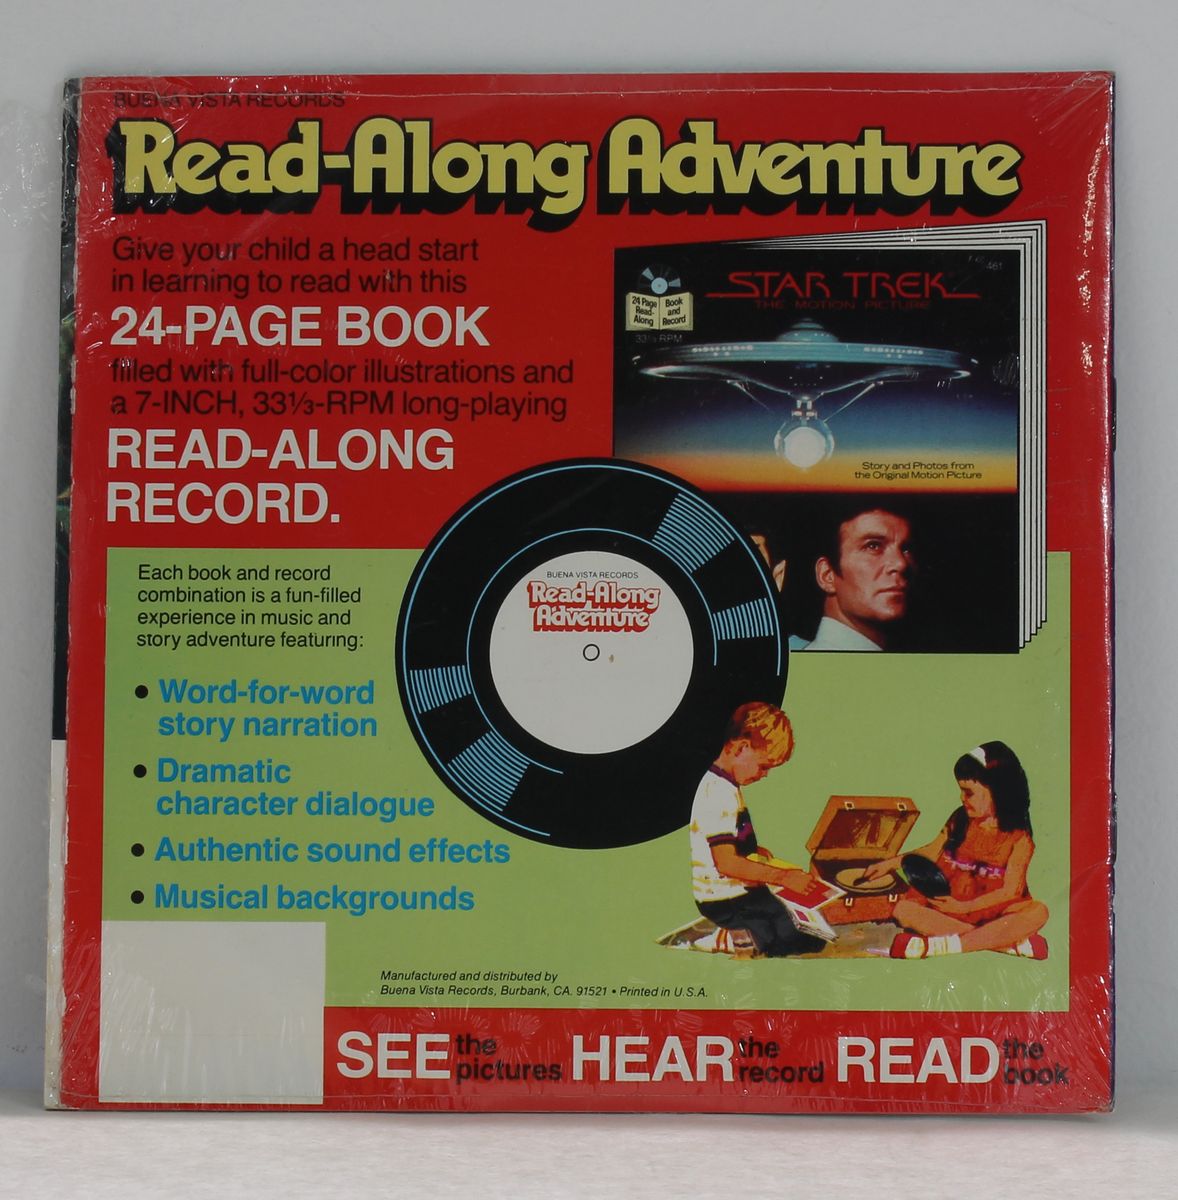 BUENA VISTA RECORDS
Read-Along Adventure
Give your child a head start
in learning to read with this
24-PAGE BOOK
filled with full-color illustrations and
a 7-INCH, 33⅓-RPM long-playing
READ-ALONG
RECORD.
461
STAR TREK
THE MOTION PICTURE
24 Page
Read-
Along
Book
and
Record
33⅓ RPM
Story and Photos from
the Original Motion Picture
BUENA VISTA RECORDS
Read-Along
Adventure
Each book and record
combination is a fun-filled
experience in music and
story adventure featuring:
• Word-for-word
story narration
• Dramatic
character dialogue
• Authentic sound effects
• Musical backgrounds
Manufactured and distributed by
Buena Vista Records, Burbank, CA. 91521 • Printed in U.S.A.
SEE the pictures HEAR the record READ the book